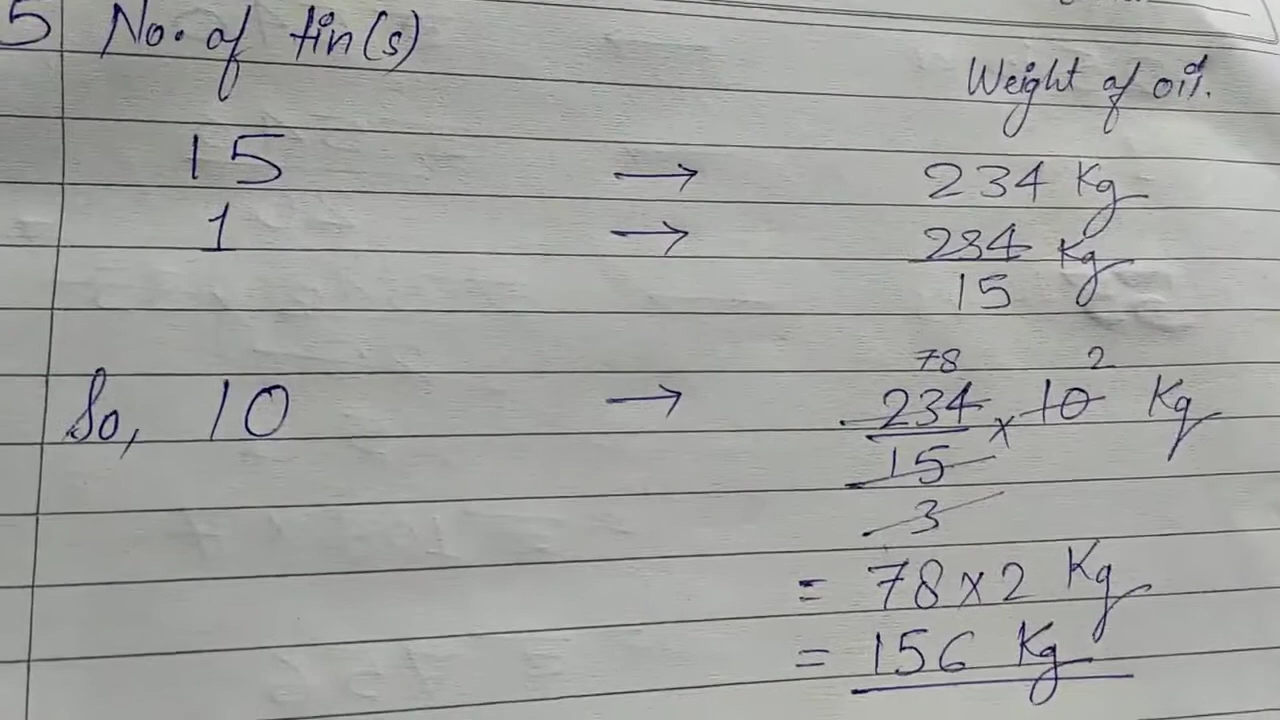 5 No. of tin(s) Weight of oil.
15 → 234 Kg
1 → 234 Kg
15
78 2
So, 10 → 234 × 10 Kg
15
3
= 78 × 2 Kg
= 156 Kg